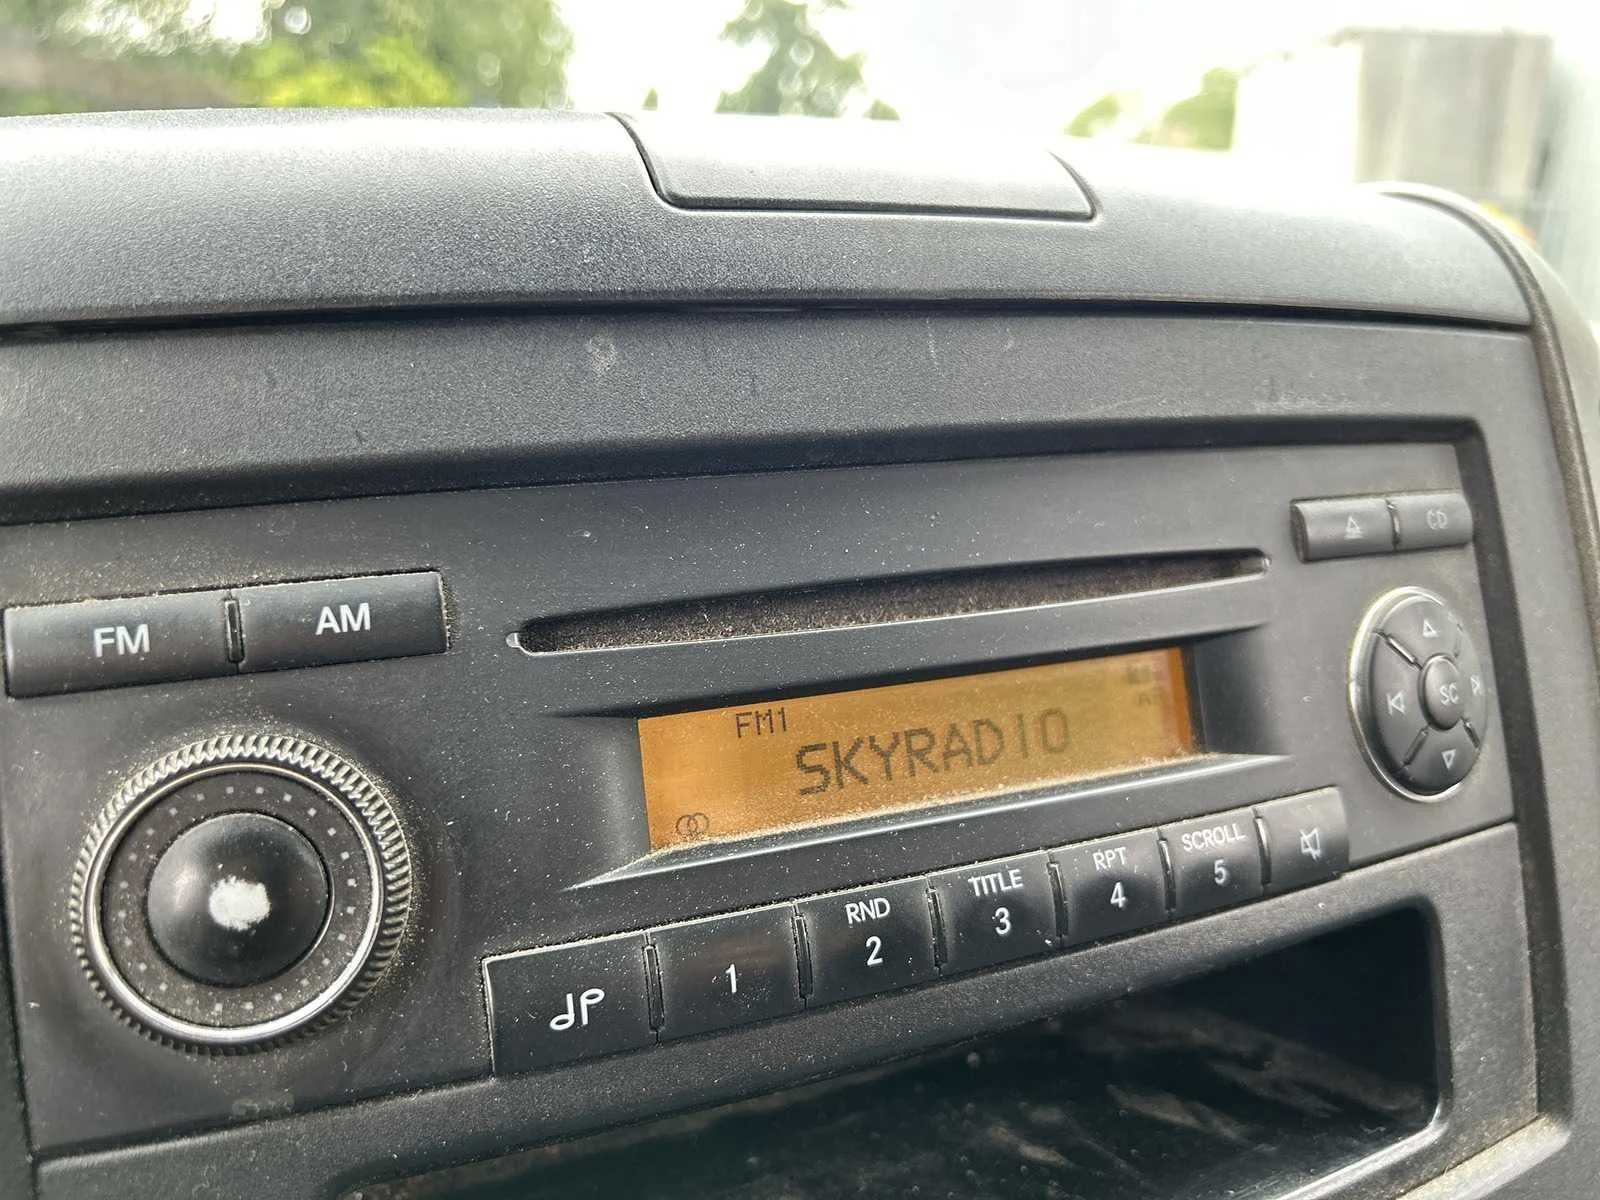 CD
FM AM
FM1
SKYRADIO
SC
RND TITLE RPT SCROLL
1 2 3 4 5